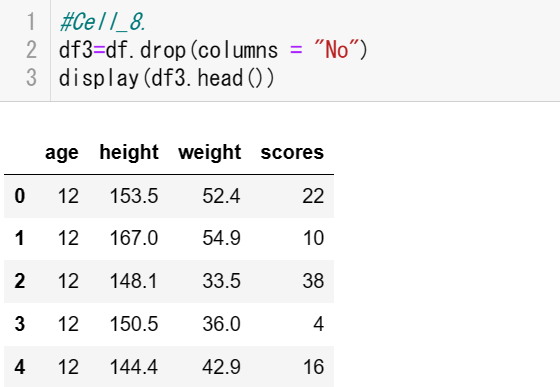 1 #Cell_8.
2 df3=df.drop(columns = "No")
3 display(df3.head())
age height weight scores
0 12 153.5 52.4 22
1 12 167.0 54.9 10
2 12 148.1 33.5 38
3 12 150.5 36.0 4
4 12 144.4 42.9 16